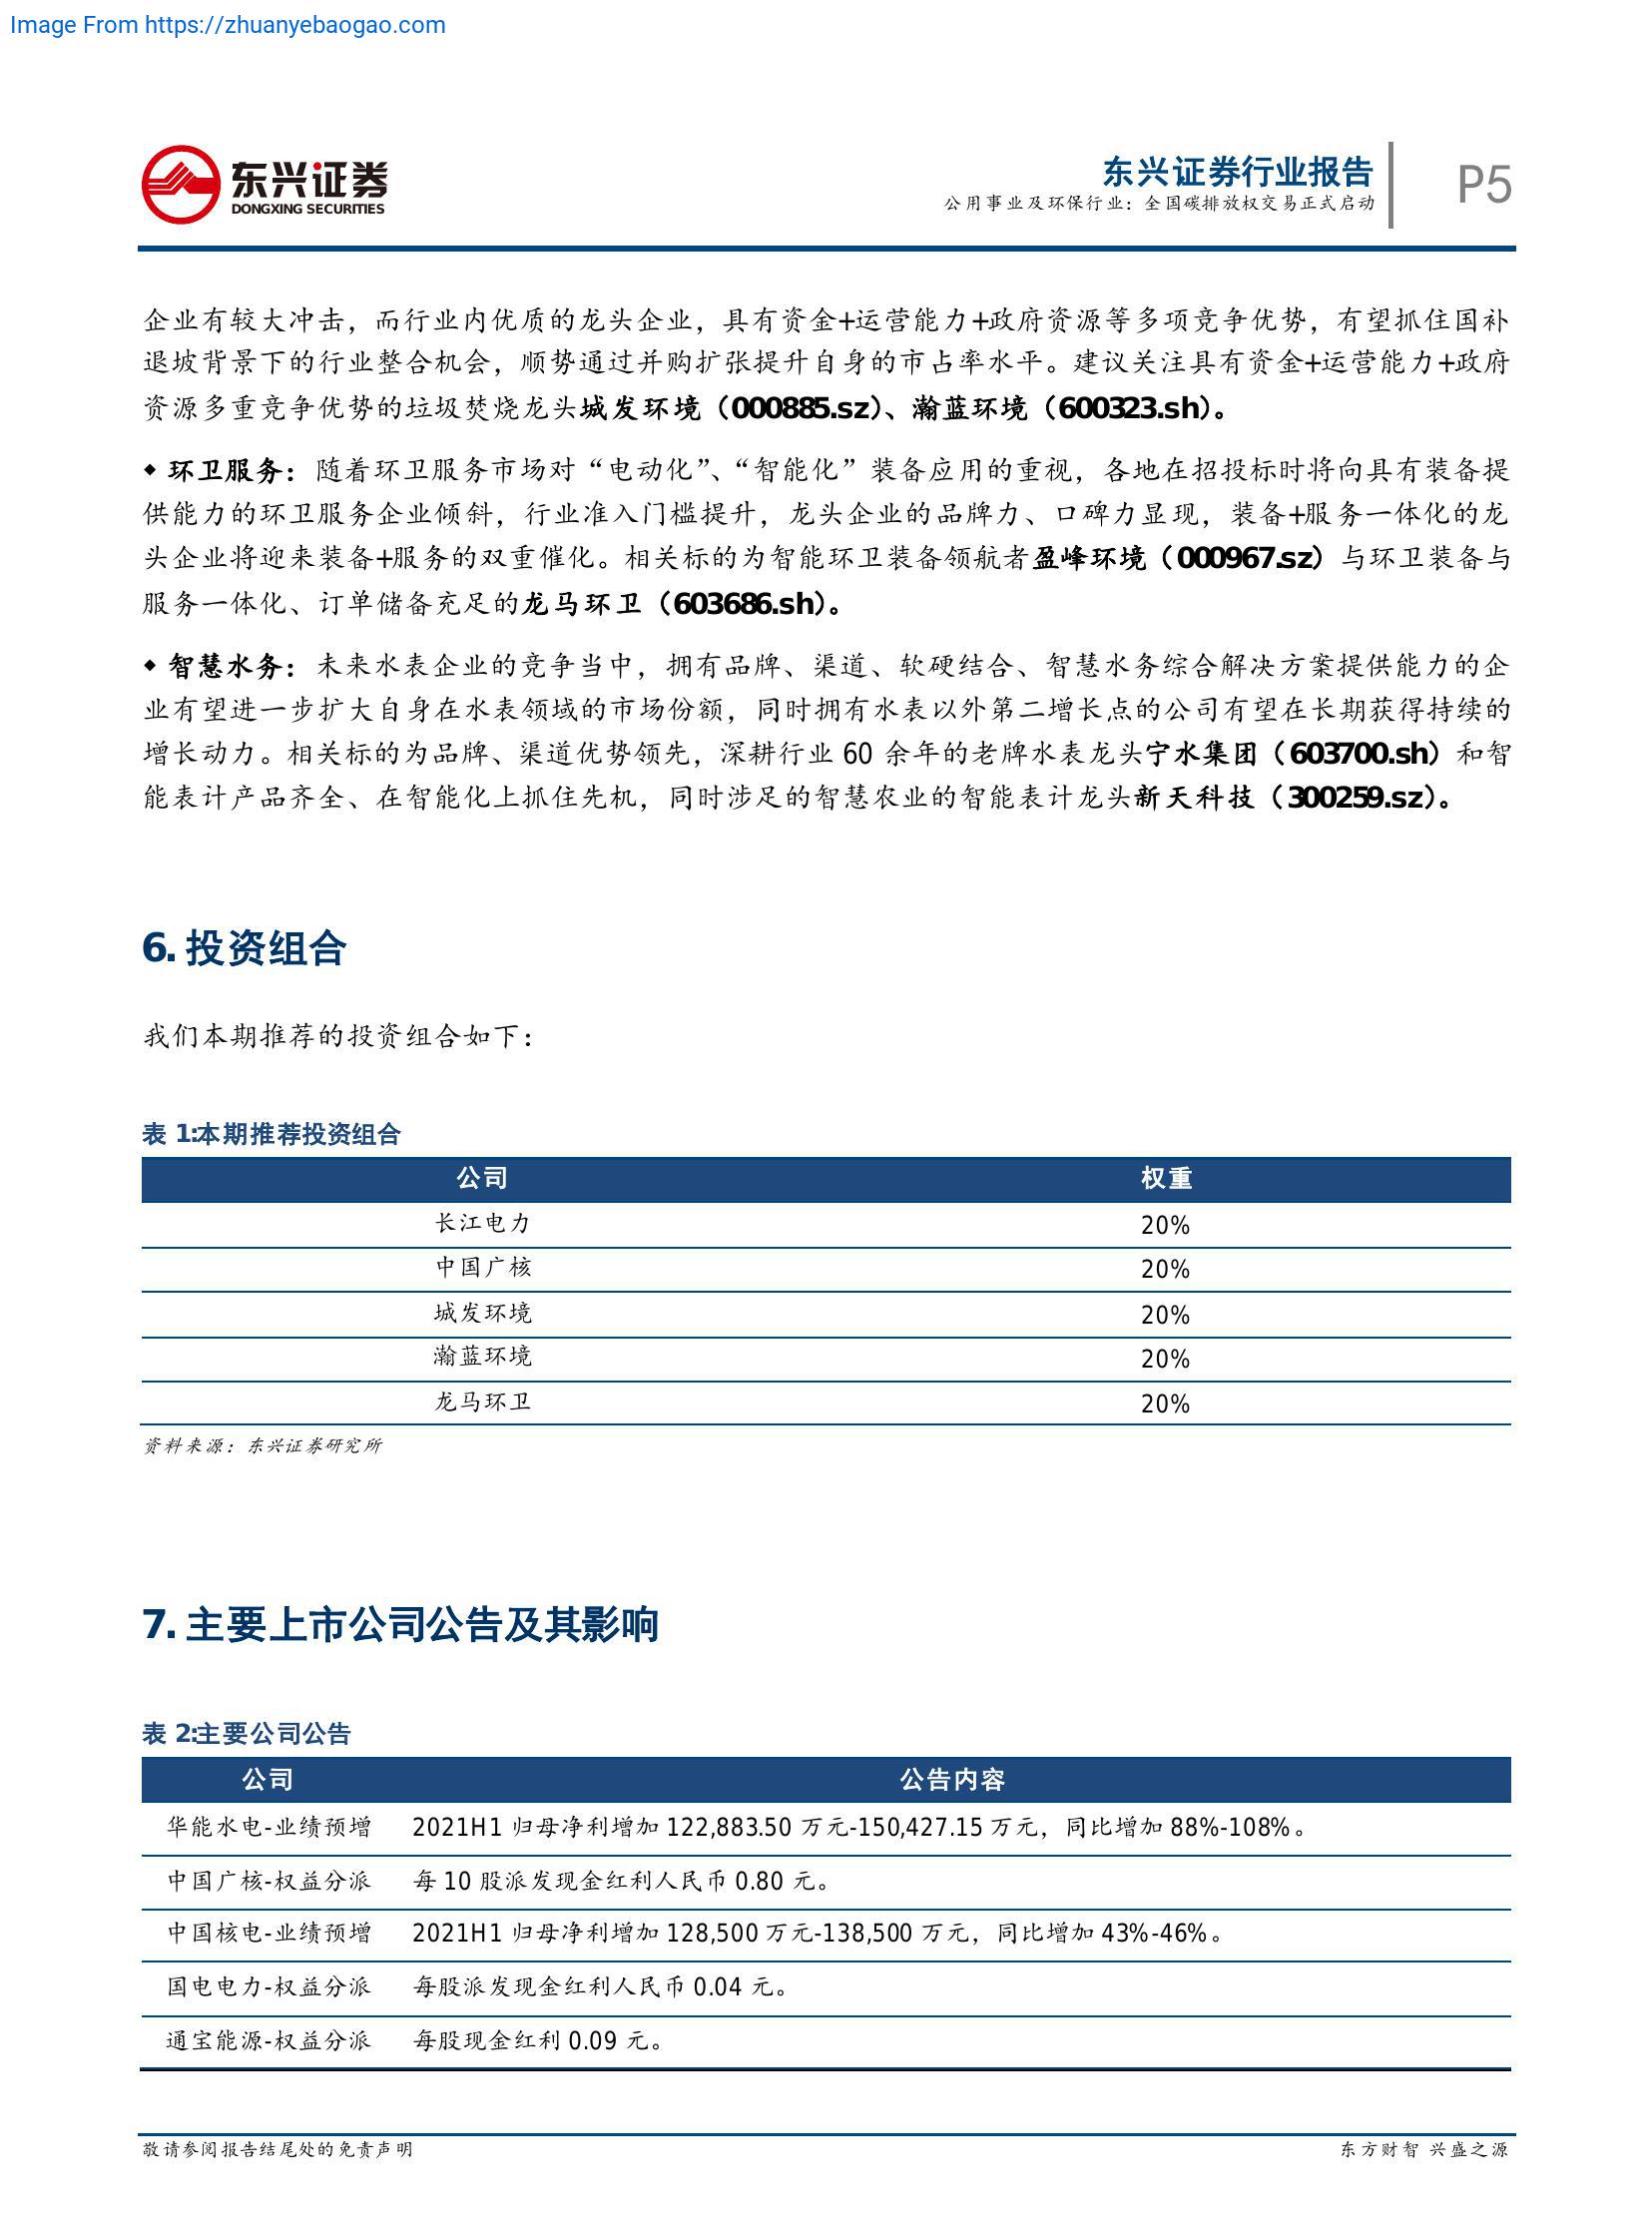 Image From https://zhuanyebaogao.com
东兴证券
DONGXING SECURITIES
东兴证券行业报告
公用事业及环保行业：全国碳排放权交易正式启动
P5
企业有较大冲击，而行业内优质的龙头企业，具有资金+运营能力+政府资源等多项竞争优势，有望抓住国补
退坡背景下的行业整合机会，顺势通过并购扩张提升自身的市占率水平。建议关注具有资金+运营能力+政府
资源多重竞争优势的垃圾焚烧龙头城发环境（000885.sz）、瀚蓝环境（600323.sh）。
◆ 环卫服务：随着环卫服务市场对“电动化”、“智能化”装备应用的重视，各地在招投标时将向具有装备提
供能力的环卫服务企业倾斜，行业准入门槛提升，龙头企业的品牌力、口碑力显现，装备+服务一体化的龙
头企业将迎来装备+服务的双重催化。相关标的为智能环卫装备领航者盈峰环境（000967.sz）与环卫装备与
服务一体化、订单储备充足的龙马环卫（603686.sh）。
◆ 智慧水务：未来水表企业的竞争当中，拥有品牌、渠道、软硬结合、智慧水务综合解决方案提供能力的企
业有望进一步扩大自身在水表领域的市场份额，同时拥有水表以外第二增长点的公司有望在长期获得持续的
增长动力。相关标的为品牌、渠道优势领先，深耕行业 60 余年的老牌水表龙头宁水集团（603700.sh）和智
能表计产品齐全、在智能化上抓住先机，同时涉足的智慧农业的智能表计龙头新天科技（300259.sz）。
6. 投资组合
我们本期推荐的投资组合如下：
表 1:本期推荐投资组合
公司 权重
长江电力 20%
中国广核 20%
城发环境 20%
瀚蓝环境 20%
龙马环卫 20%
资料来源：东兴证券研究所
7. 主要上市公司公告及其影响
表 2:主要公司公告
公司 公告内容
华能水电-业绩预增 2021H1 归母净利增加 122,883.50 万元-150,427.15 万元，同比增加 88%-108%。
中国广核-权益分派 每 10 股派发现金红利人民币 0.80 元。
中国核电-业绩预增 2021H1 归母净利增加 128,500 万元-138,500 万元，同比增加 43%-46%。
国电电力-权益分派 每股派发现金红利人民币 0.04 元。
通宝能源-权益分派 每股现金红利 0.09 元。
敬请参阅报告结尾处的免责声明 东方财智 兴盛之源